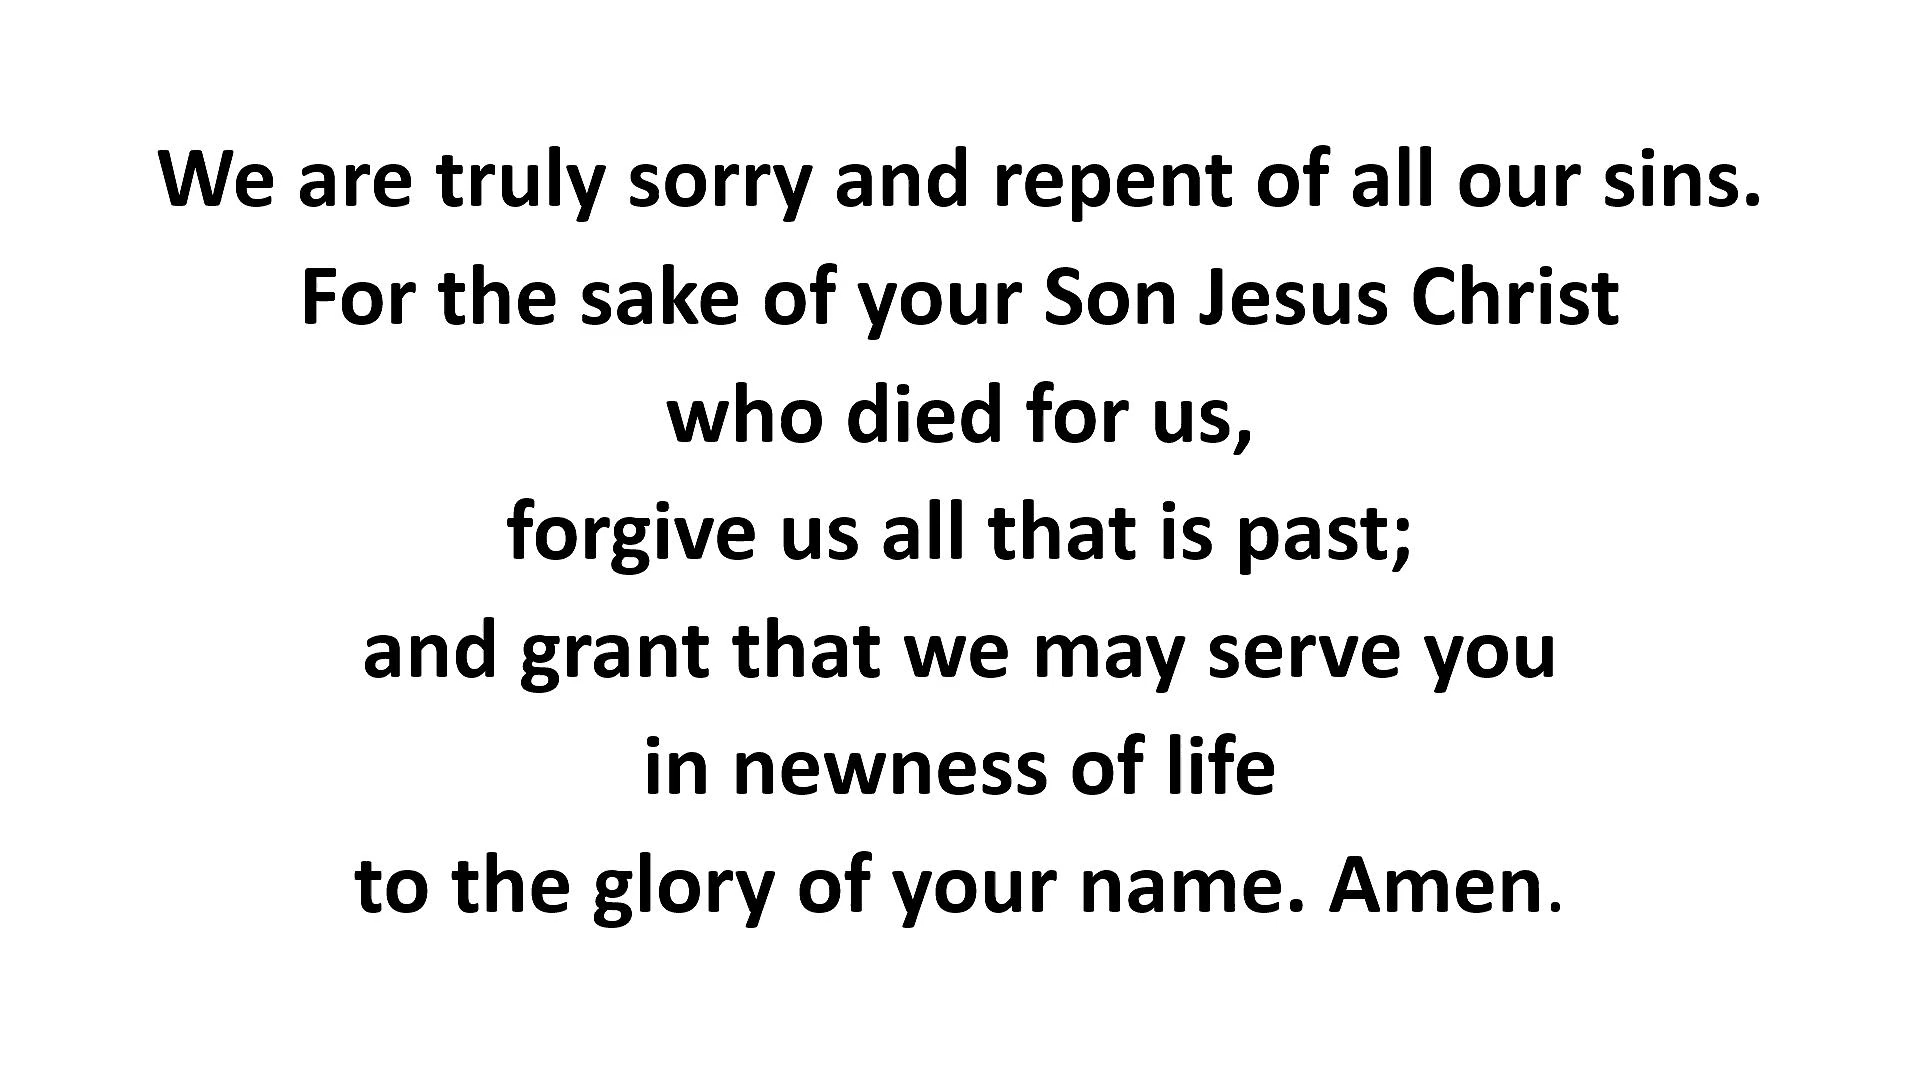 We are truly sorry and repent of all our sins.
For the sake of your Son Jesus Christ
who died for us,
forgive us all that is past;
and grant that we may serve you
in newness of life
to the glory of your name. Amen.